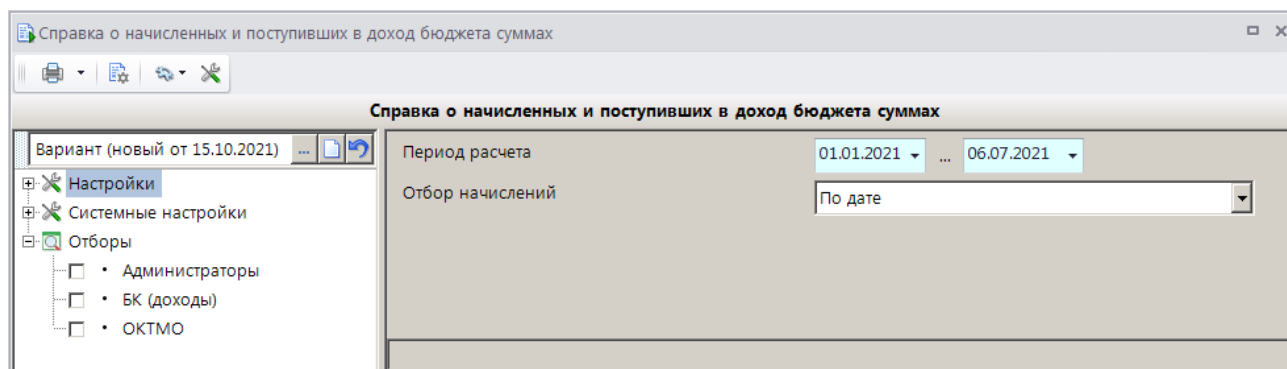 Справка о начисленных и поступивших в доход бюджета суммах
Справка о начисленных и поступивших в доход бюджета суммах
Вариант (новый от 15.10.2021) ...
Период расчета 01.01.2021 ... 06.07.2021
Настройки
Отбор начислений По дате
Системные настройки
Отборы
• Администраторы
• БК (доходы)
• ОКТМО